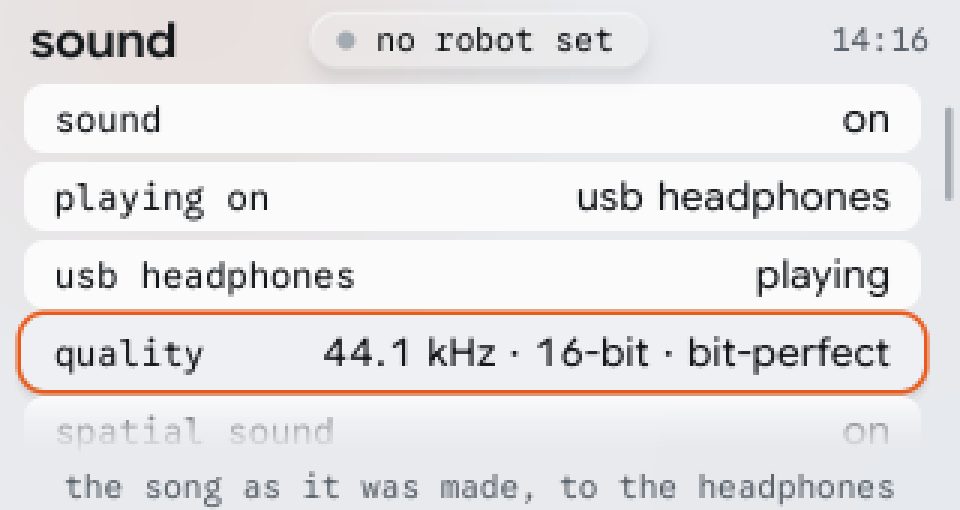 sound
no robot set
14:16
sound on
playing on usb headphones
usb headphones playing
quality 44.1 kHz · 16-bit · bit-perfect
spatial sound on
the song as it was made, to the headphones